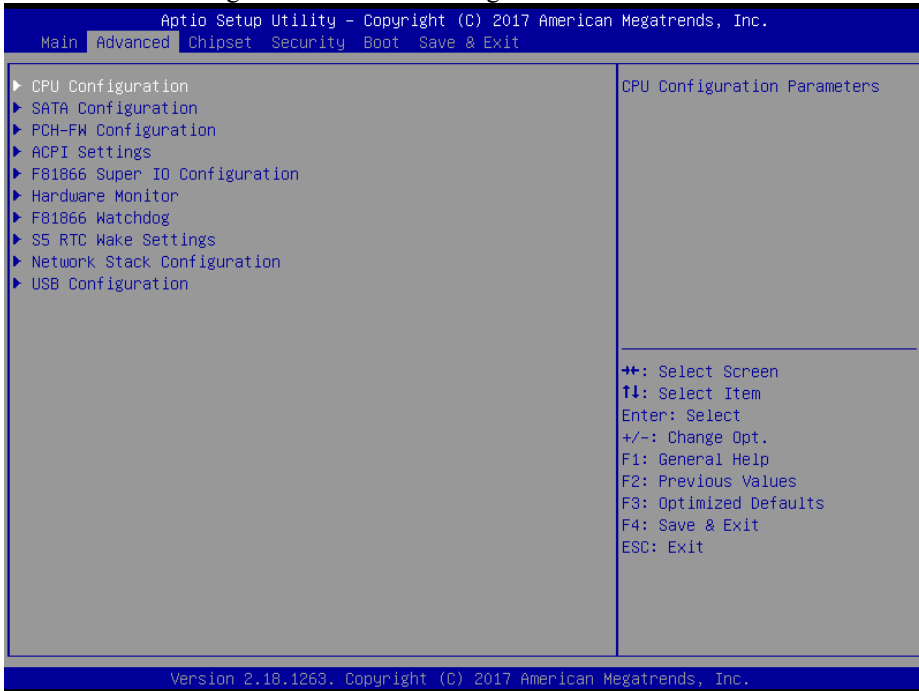 Aptio Setup Utility – Copyright (C) 2017 American Megatrends, Inc.
Main Advanced Chipset Security Boot Save & Exit
CPU Configuration
SATA Configuration
PCH-FW Configuration
ACPI Settings
F81866 Super IO Configuration
Hardware Monitor
F81866 Watchdog
S5 RTC Wake Settings
Network Stack Configuration
USB Configuration
CPU Configuration Parameters
→←: Select Screen
↑↓: Select Item
Enter: Select
+/-: Change Opt.
F1: General Help
F2: Previous Values
F3: Optimized Defaults
F4: Save & Exit
ESC: Exit
Version 2.18.1263. Copyright (C) 2017 American Megatrends, Inc.